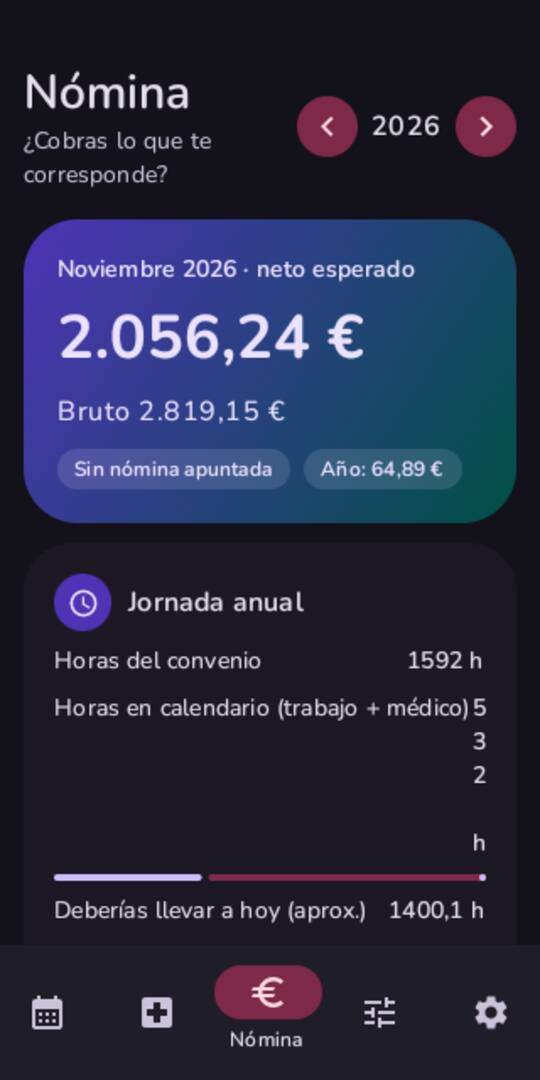 Nómina
¿Cobras lo que te
corresponde?
2026
Noviembre 2026 · neto esperado
2.056,24 €
Bruto 2.819,15 €
Sin nómina apuntada
Año: 64,89 €
Jornada anual
Horas del convenio 1592 h
Horas en calendario (trabajo + médico) 5
3
2
h
Deberías llevar a hoy (aprox.) 1400,1 h
Nómina